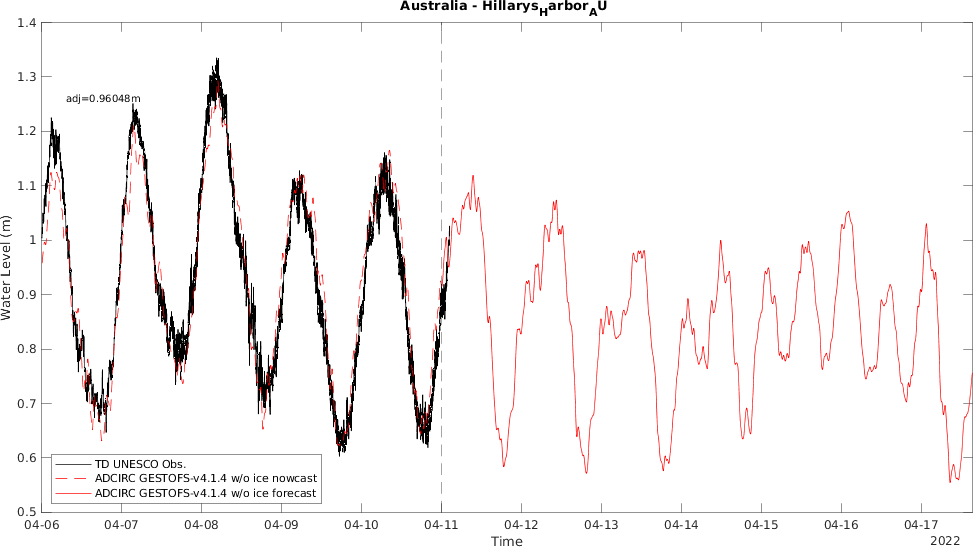 Australia - Hillarys_Harbor_AU
1.4
1.3
1.2
1.1
1
0.9
0.8
0.7
0.6
0.5
Water Level (m)
adj=0.96048m
TD UNESCO Obs.
ADCIRC GESTOFS-v4.1.4 w/o ice nowcast
ADCIRC GESTOFS-v4.1.4 w/o ice forecast
04-06 04-07 04-08 04-09 04-10 04-11 04-12 04-13 04-14 04-15 04-16 04-17
Time
2022